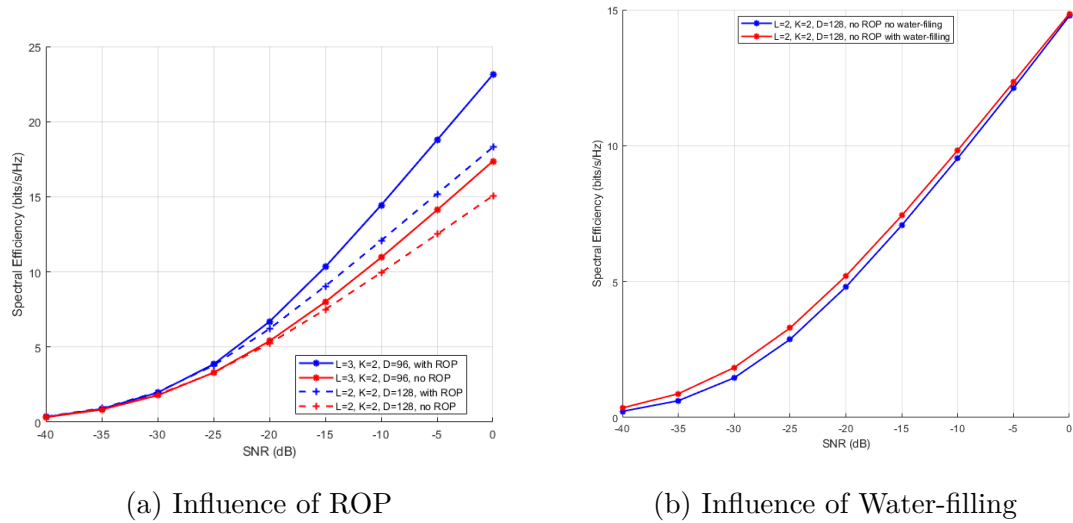 25
20
15
10
5
0
-40
-35
-30
-25
-20
-15
-10
-5
0
SNR (dB)
Spectral Efficiency (bits/s/Hz)
L=3, K=2, D=96, with ROP
L=3, K=2, D=96, no ROP
L=2, K=2, D=128, with ROP
L=2, K=2, D=128, no ROP
(a) Influence of ROP
15
10
5
0
-40
-35
-30
-25
-20
-15
-10
-5
0
SNR (dB)
Spectral Efficiency (bits/s/Hz)
L=2, K=2, D=128, no ROP no water-filing
L=2, K=2, D=128, no ROP with water-filling
(b) Influence of Water-filling